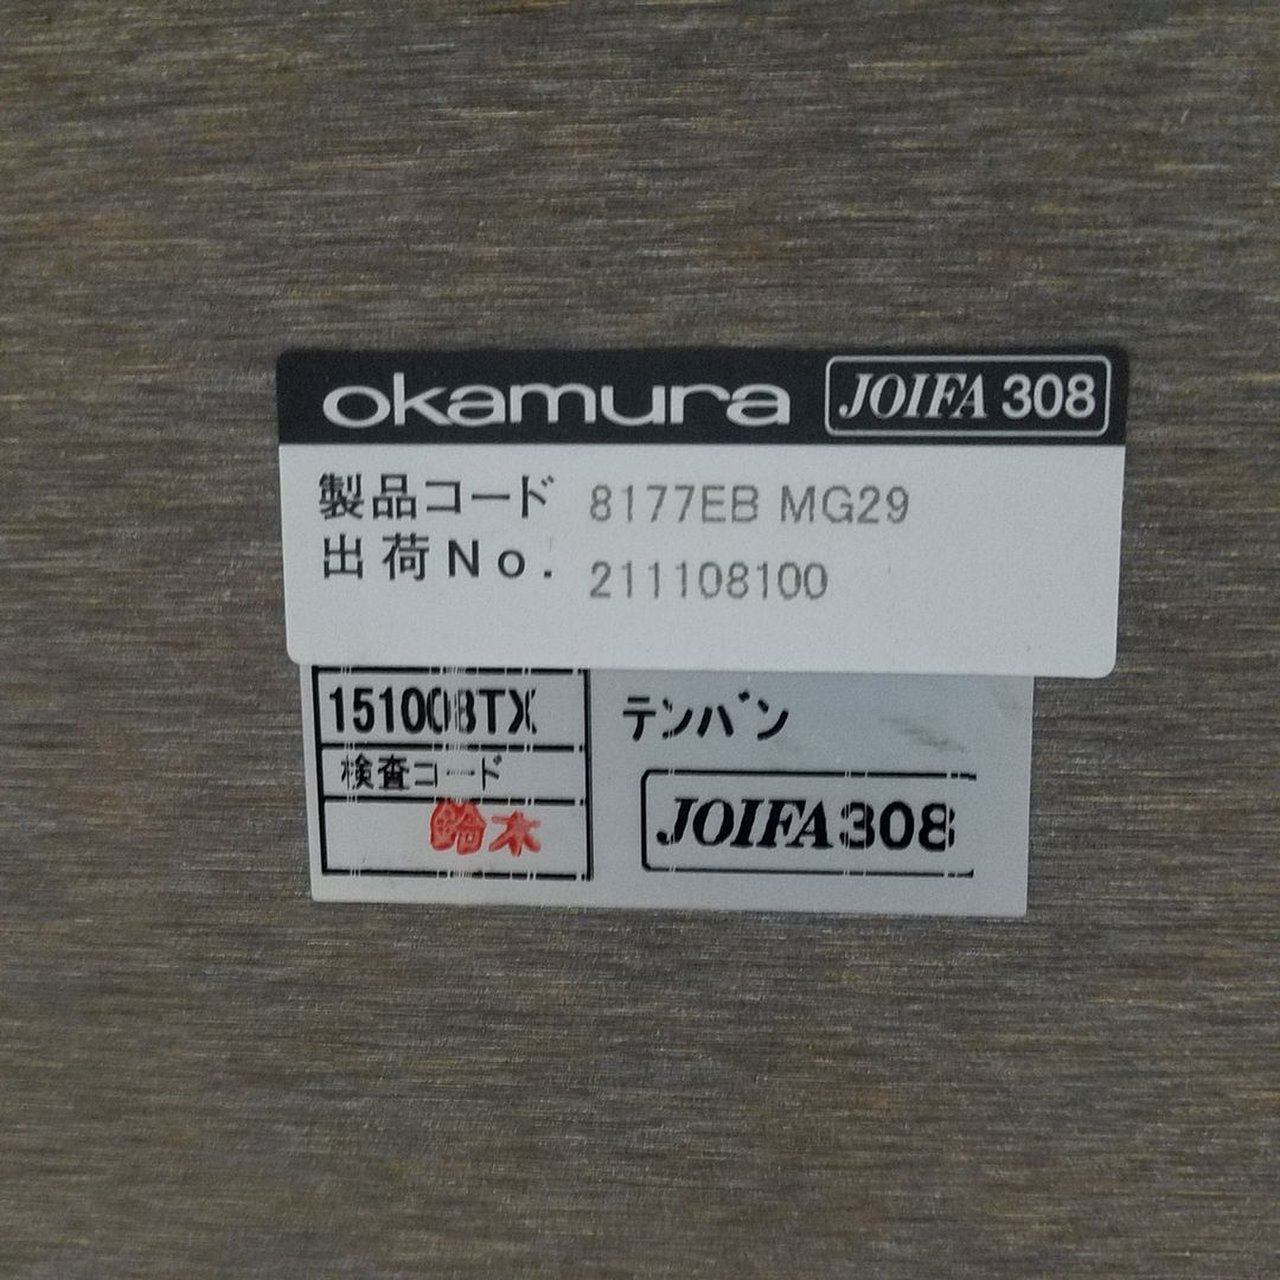 okamura JOIFA 308
製品コード 8177EB MG29
出荷No. 211108100
151008TX テンバン
検査コード
鈴木 JOIFA308